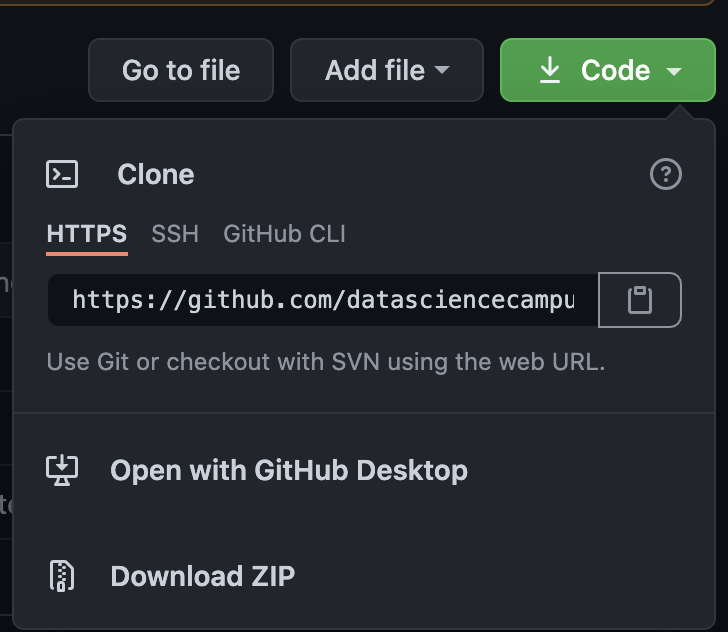 Go to file Add file Code
Clone
HTTPS SSH GitHub CLI
https://github.com/datasciencecampu
Use Git or checkout with SVN using the web URL.
Open with GitHub Desktop
Download ZIP